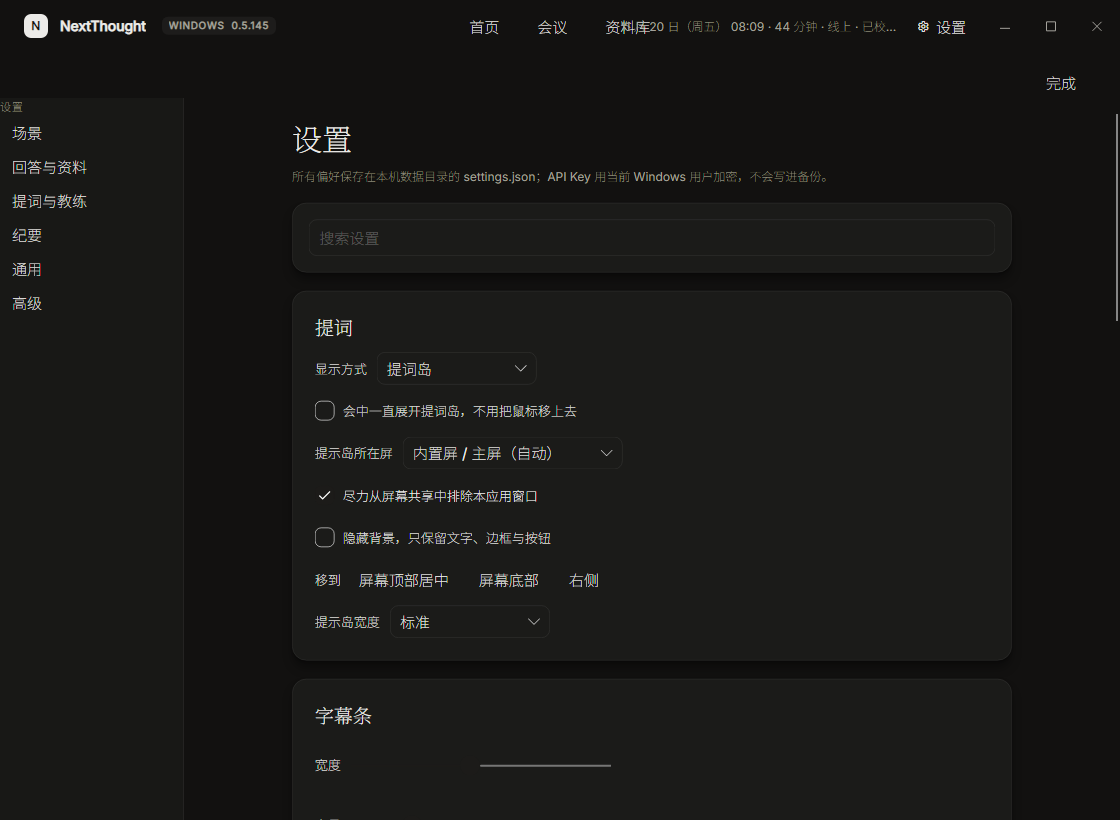 N NextThought WINDOWS 0.5.145 首页 会议 资料库 20 日（周五） 08:09 · 44 分钟 · 线上 · 已校... 设置
完成
设置
场景
回答与资料
提词与教练
纪要
通用
高级
设置
所有偏好保存在本机数据目录的 settings.json；API Key 用当前 Windows 用户加密，不会写进备份。
搜索设置
提词
显示方式 提词岛
会中一直展开提词岛，不用把鼠标移上去
提示岛所在屏 内置屏 / 主屏（自动）
尽力从屏幕共享中排除本应用窗口
隐藏背景，只保留文字、边框与按钮
移到 屏幕顶部居中 屏幕底部 右侧
提示岛宽度 标准
字幕条
宽度